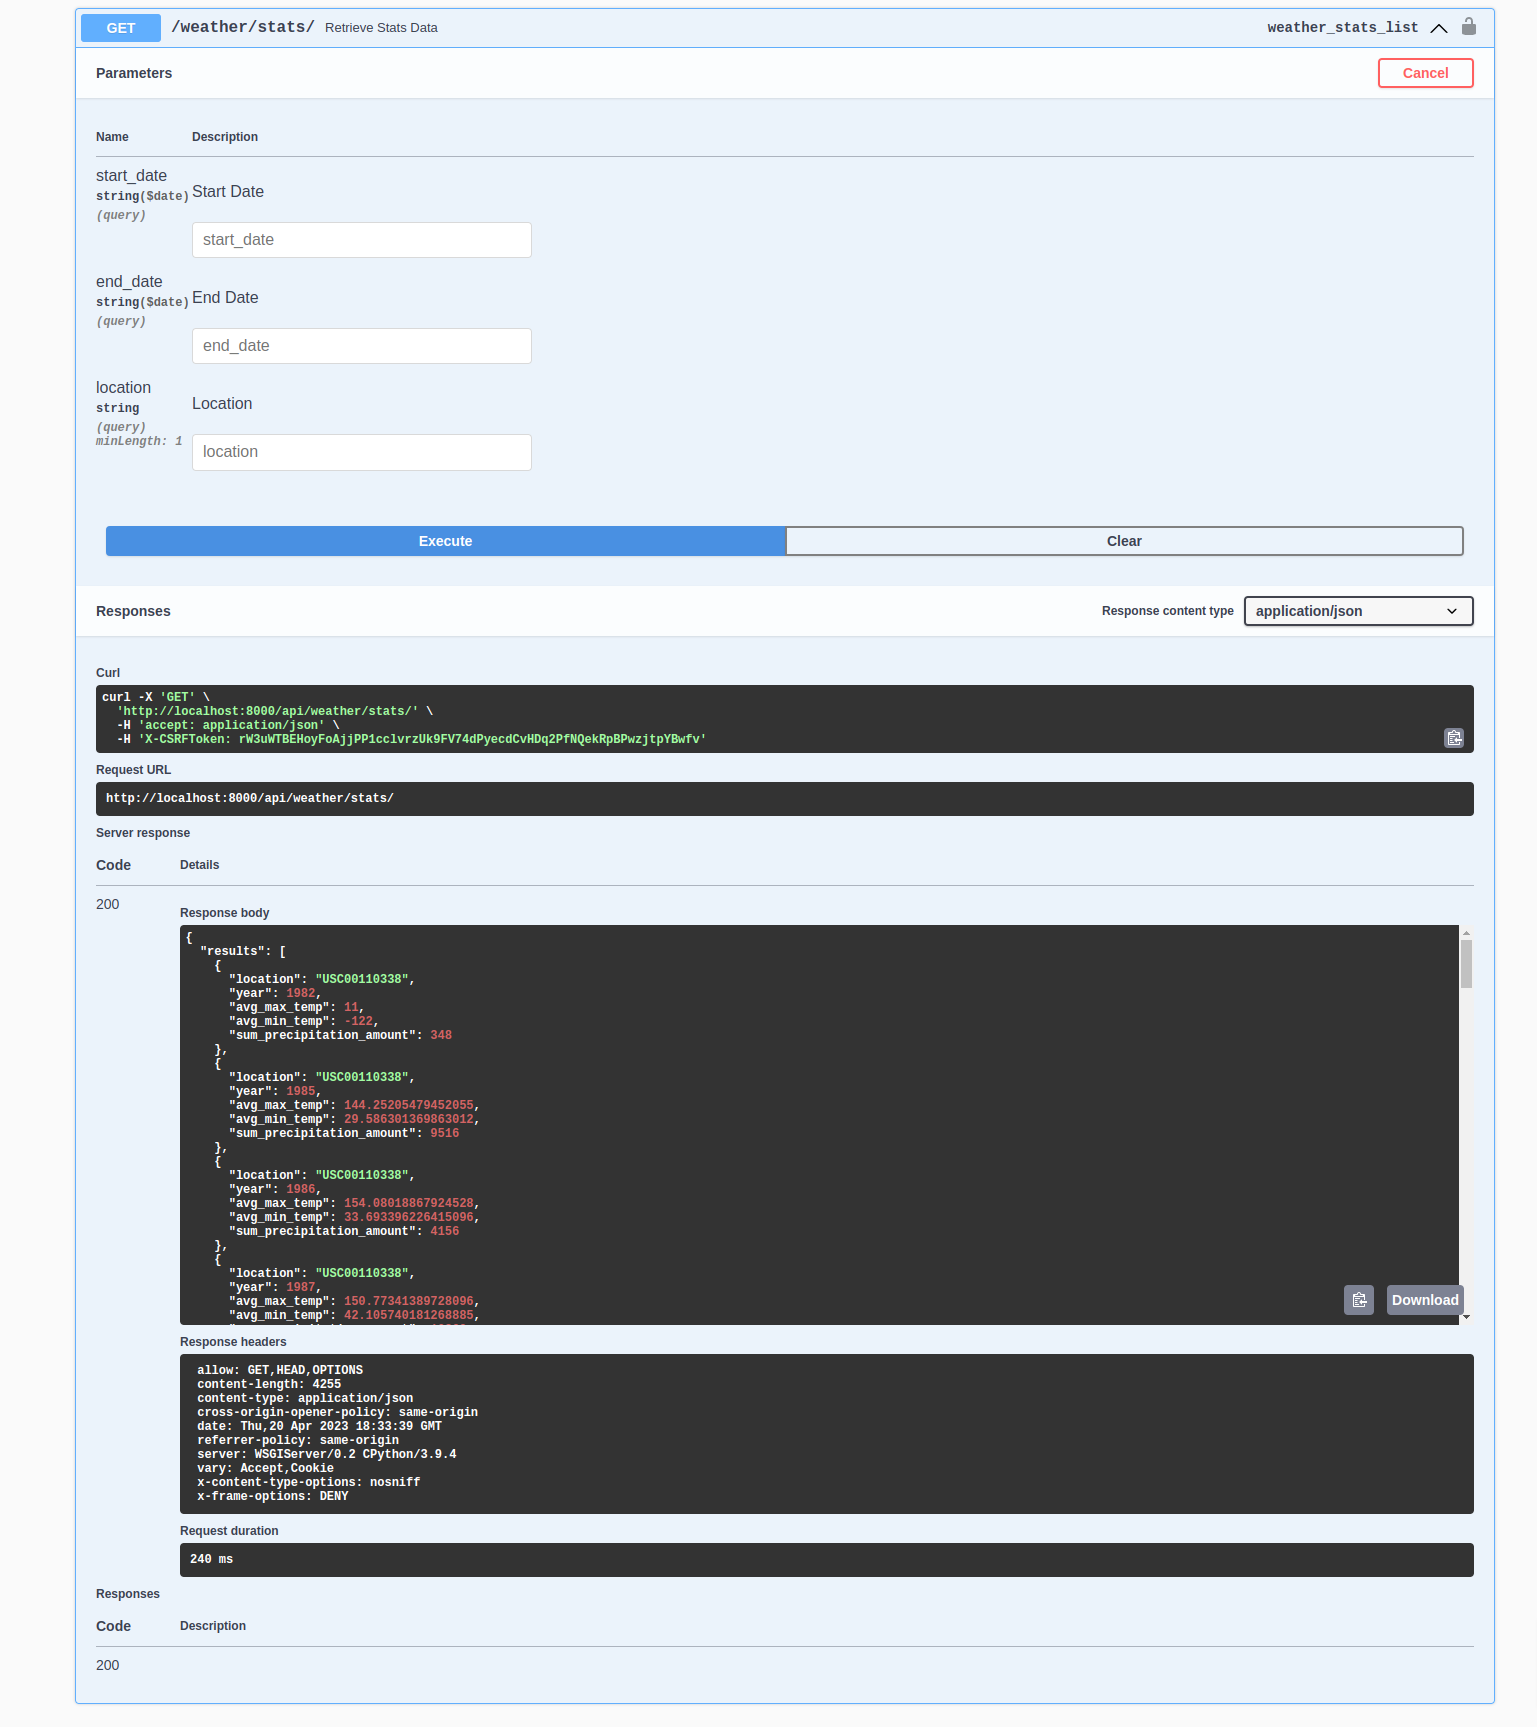 GET /weather/stats/ Retrieve Stats Data weather_stats_list
Parameters Cancel
Name Description
start_date
string($date)
(query)
Start Date
start_date
end_date
string($date)
(query)
End Date
end_date
location
string
(query)
minLength: 1
Location
location
Execute Clear
Responses Response content type application/json
Curl
curl -X 'GET' \
'http://localhost:8000/api/weather/stats/' \
-H 'accept: application/json' \
-H 'X-CSRFToken: rW3uWTBEHoyFoAjjPP1cclvrzUk9FV74dPyecdCvHDq2PfNQekRpBPwzjtpYBwfv'
Request URL
http://localhost:8000/api/weather/stats/
Server response
Code Details
200
Response body
{
"results": [
{
"location": "USC00110338",
"year": 1982,
"avg_max_temp": 11,
"avg_min_temp": -122,
"sum_precipitation_amount": 348
},
{
"location": "USC00110338",
"year": 1985,
"avg_max_temp": 144.25205479452055,
"avg_min_temp": 29.586301369863012,
"sum_precipitation_amount": 9516
},
{
"location": "USC00110338",
"year": 1986,
"avg_max_temp": 154.08018867924528,
"avg_min_temp": 33.693396226415096,
"sum_precipitation_amount": 4156
},
{
"location": "USC00110338",
"year": 1987,
"avg_max_temp": 150.77341389728096,
"avg_min_temp": 42.105740181268885,
Download
Response headers
allow: GET,HEAD,OPTIONS
content-length: 4255
content-type: application/json
cross-origin-opener-policy: same-origin
date: Thu,20 Apr 2023 18:33:39 GMT
referrer-policy: same-origin
server: WSGIServer/0.2 CPython/3.9.4
vary: Accept,Cookie
x-content-type-options: nosniff
x-frame-options: DENY
Request duration
240 ms
Responses
Code Description
200